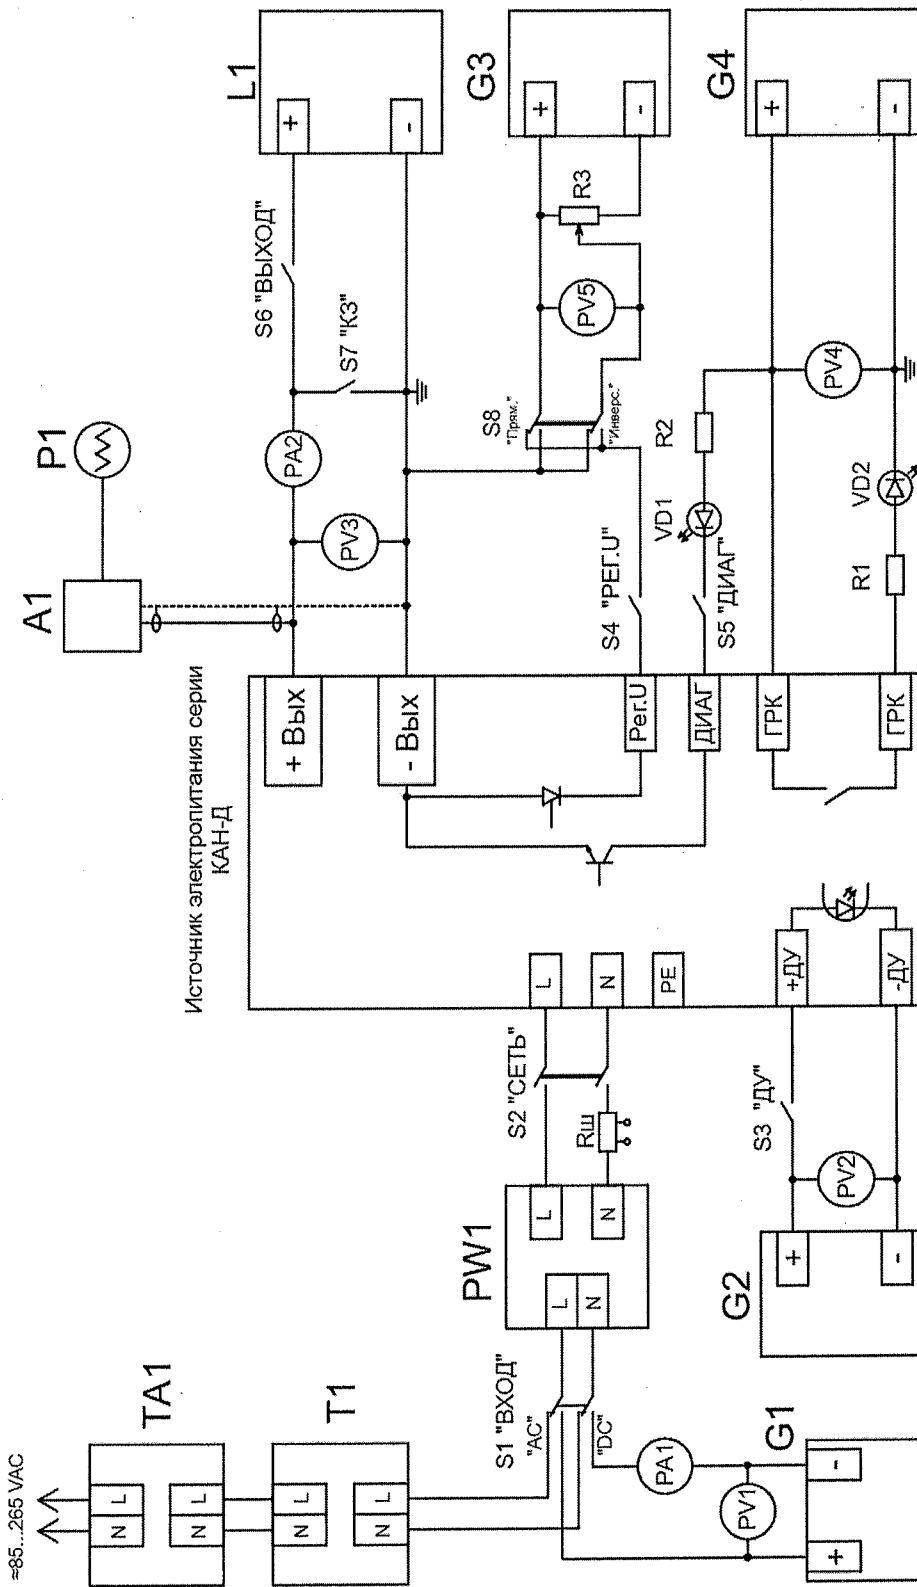 ≈85...265 VAC
N L
TA1
N L
N L
T1
N L
S1 "ВХОД"
"AC"
"DC"
PA1
PV1
G1
+
-
PW1
L
N
L
N
S2 "СЕТЬ"
Rш
G2
+
-
PV2
S3 "ДУ"
Источник электропитания серии
КАН-Д
L
N
PE
+ДУ
-ДУ
+ Вых
- Вых
Рег.U
ДИАГ
ГРК
ГРК
A1
P1
PV3
PA2
S6 "ВЫХОД"
S7 "КЗ"
L1
+
-
S4 "РЕГ.U"
S8
"Прям."
"Инверс."
PV5
R3
G3
+
-
S5 "ДИАГ"
VD1
R2
R1
VD2
PV4
G4
+
-